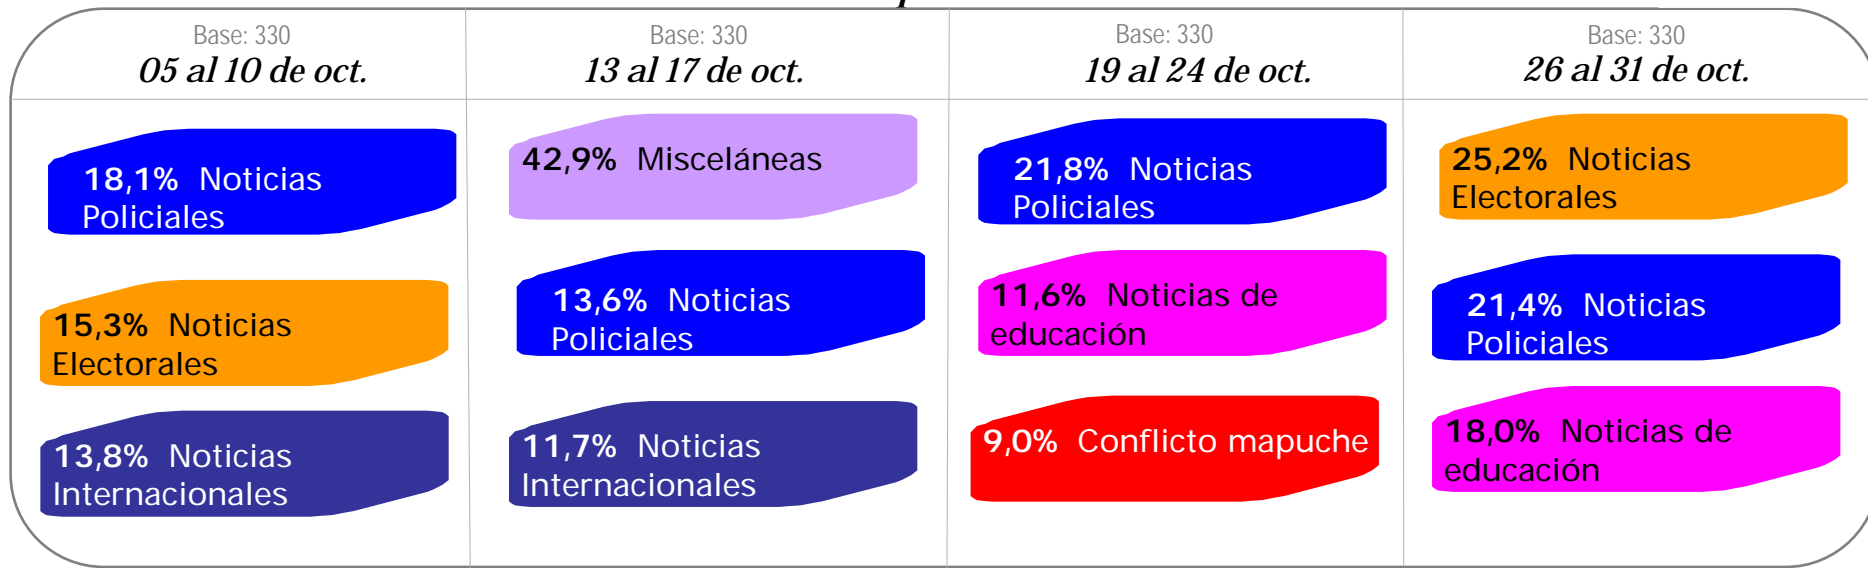 Base: 330
05 al 10 de oct.
18,1% Noticias
Policiales
15,3% Noticias
Electorales
13,8% Noticias
Internacionales
Base: 330
13 al 17 de oct.
42,9% Misceláneas
13,6% Noticias
Policiales
11,7% Noticias
Internacionales
Base: 330
19 al 24 de oct.
21,8% Noticias
Policiales
11,6% Noticias de
educación
9,0% Conflicto mapuche
Base: 330
26 al 31 de oct.
25,2% Noticias
Electorales
21,4% Noticias
Policiales
18,0% Noticias de
educación